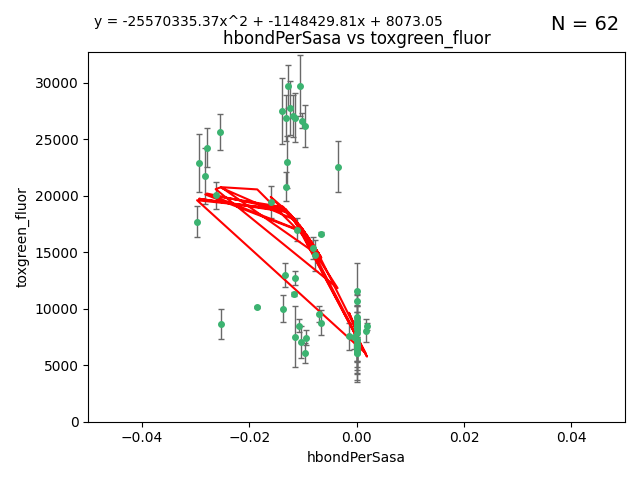 y = -25570335.37x^2 + -1148429.81x + 8073.05
N = 62
hbondPerSasa vs toxgreen_fluor
30000
25000
20000
15000
10000
5000
0
toxgreen_fluor
−0.04
−0.02
0.00
0.02
0.04
hbondPerSasa